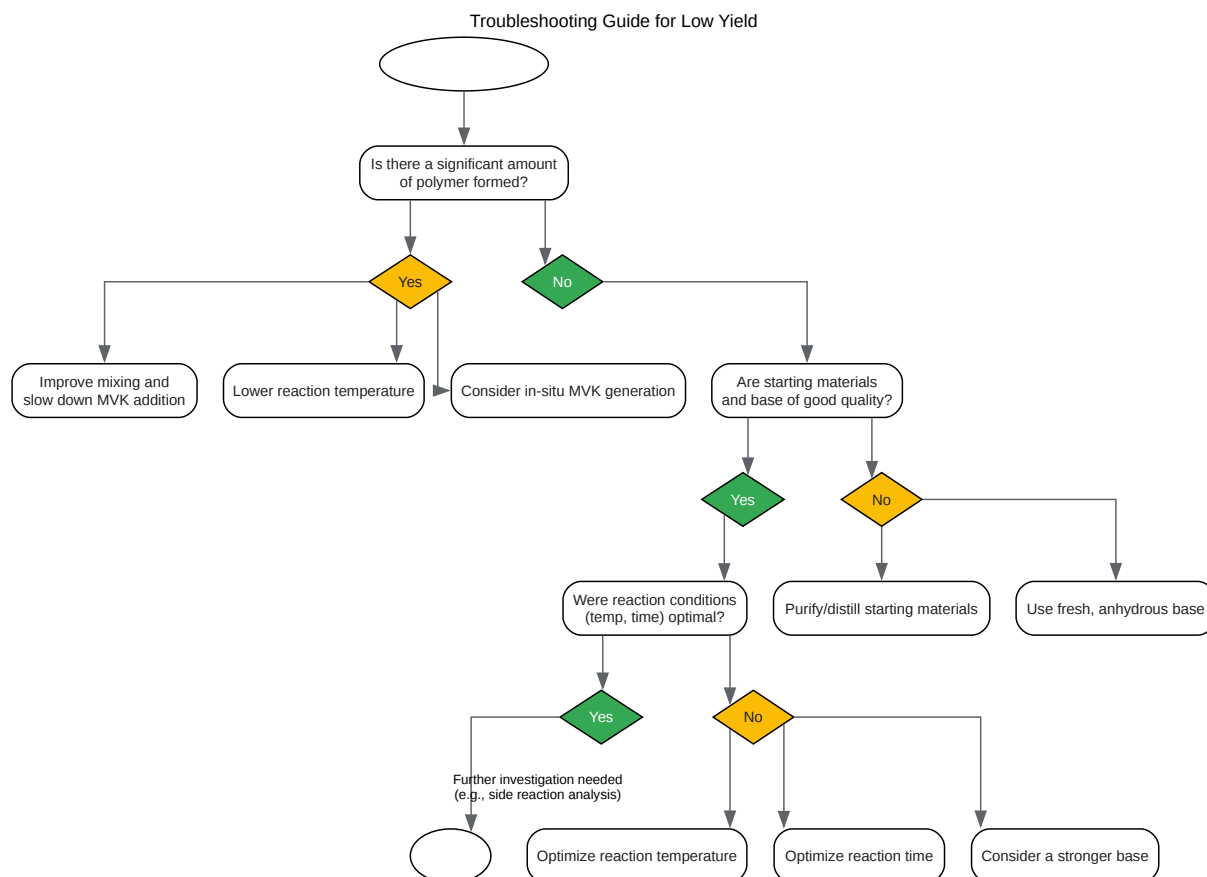 Troubleshooting Guide for Low Yield
Is there a significant amount
of polymer formed?
Yes
No
Improve mixing and
slow down MVK addition
Lower reaction temperature
Consider in-situ MVK generation
Are starting materials
and base of good quality?
Yes
No
Were reaction conditions
(temp, time) optimal?
Purify/distill starting materials
Use fresh, anhydrous base
Yes
No
Further investigation needed
(e.g., side reaction analysis)
Optimize reaction temperature
Optimize reaction time
Consider a stronger base